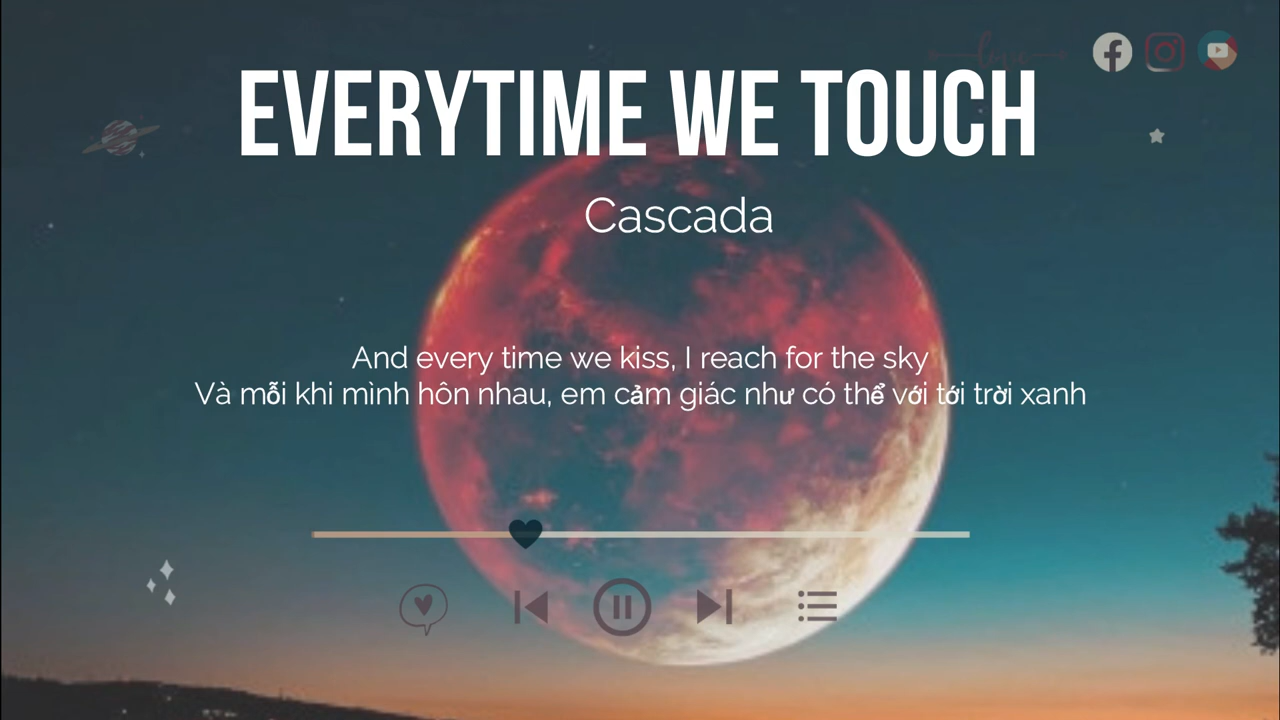 EVERYTIME WE TOUCH
Cascada
And every time we kiss, I reach for the sky
Và mỗi khi mình hôn nhau, em cảm giác như có thể với tới trời xanh